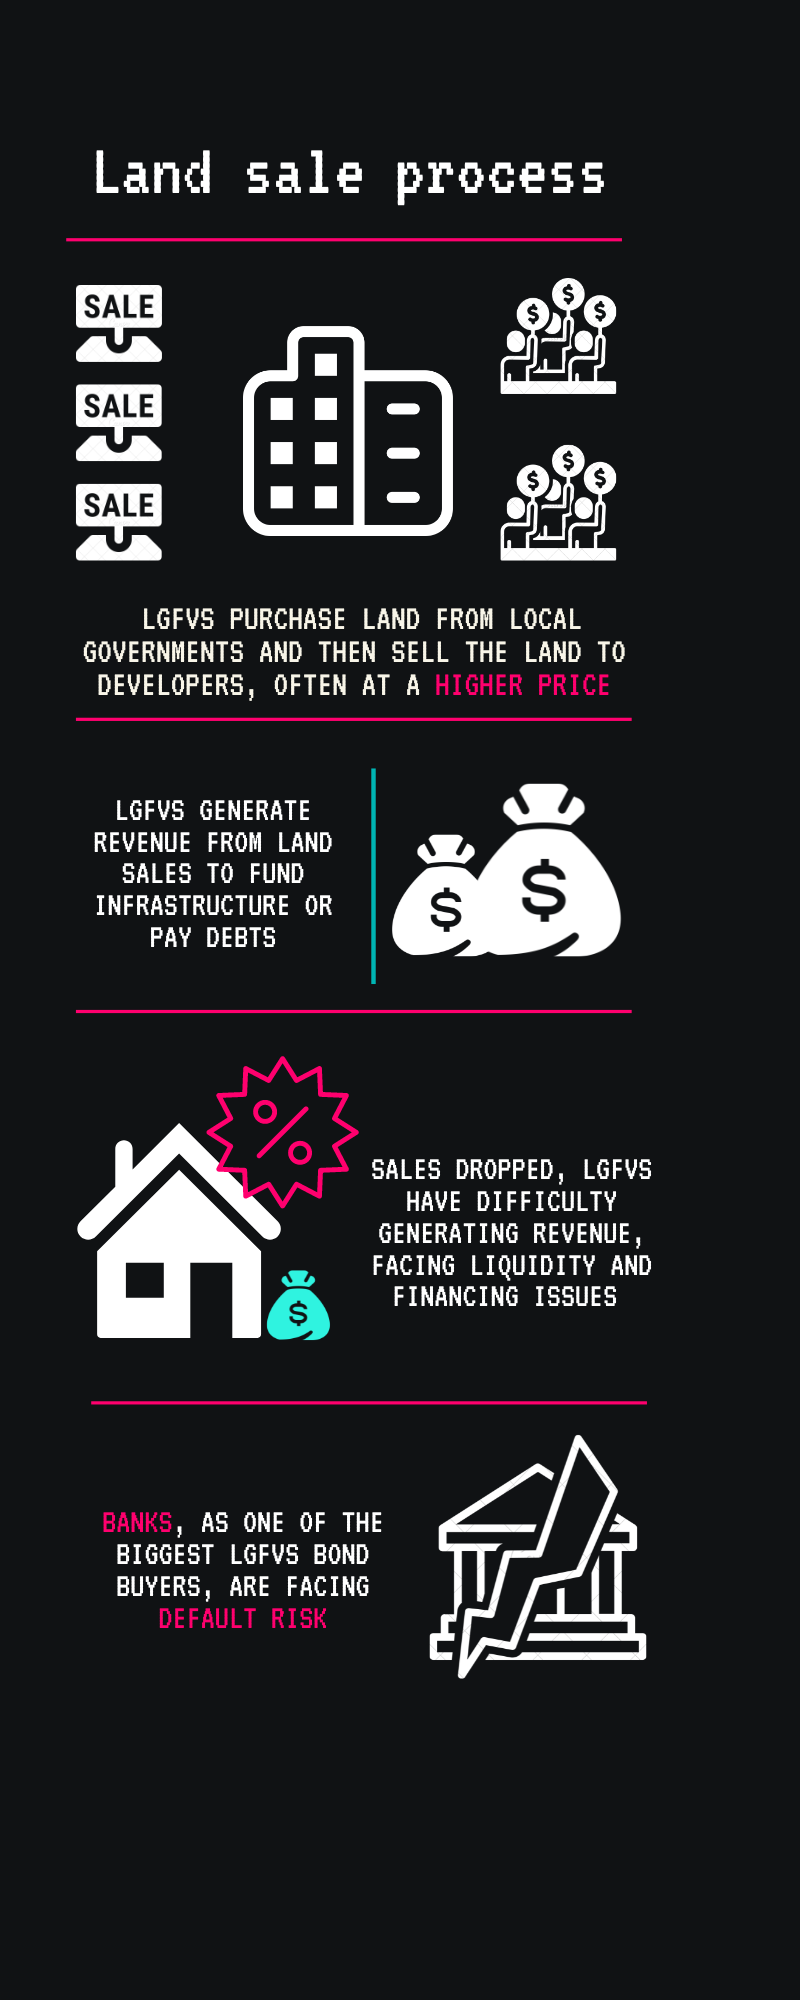 Land sale process
SALE
SALE
SALE
$ $ $
$ $ $
LGFVS PURCHASE LAND FROM LOCAL
GOVERNMENTS AND THEN SELL THE LAND TO
DEVELOPERS, OFTEN AT A HIGHER PRICE
LGFVS GENERATE
REVENUE FROM LAND
SALES TO FUND
INFRASTRUCTURE OR
PAY DEBTS
$ $
%
SALES DROPPED, LGFVS
HAVE DIFFICULTY
GENERATING REVENUE,
FACING LIQUIDITY AND
FINANCING ISSUES
$
BANKS, AS ONE OF THE
BIGGEST LGFVS BOND
BUYERS, ARE FACING
DEFAULT RISK